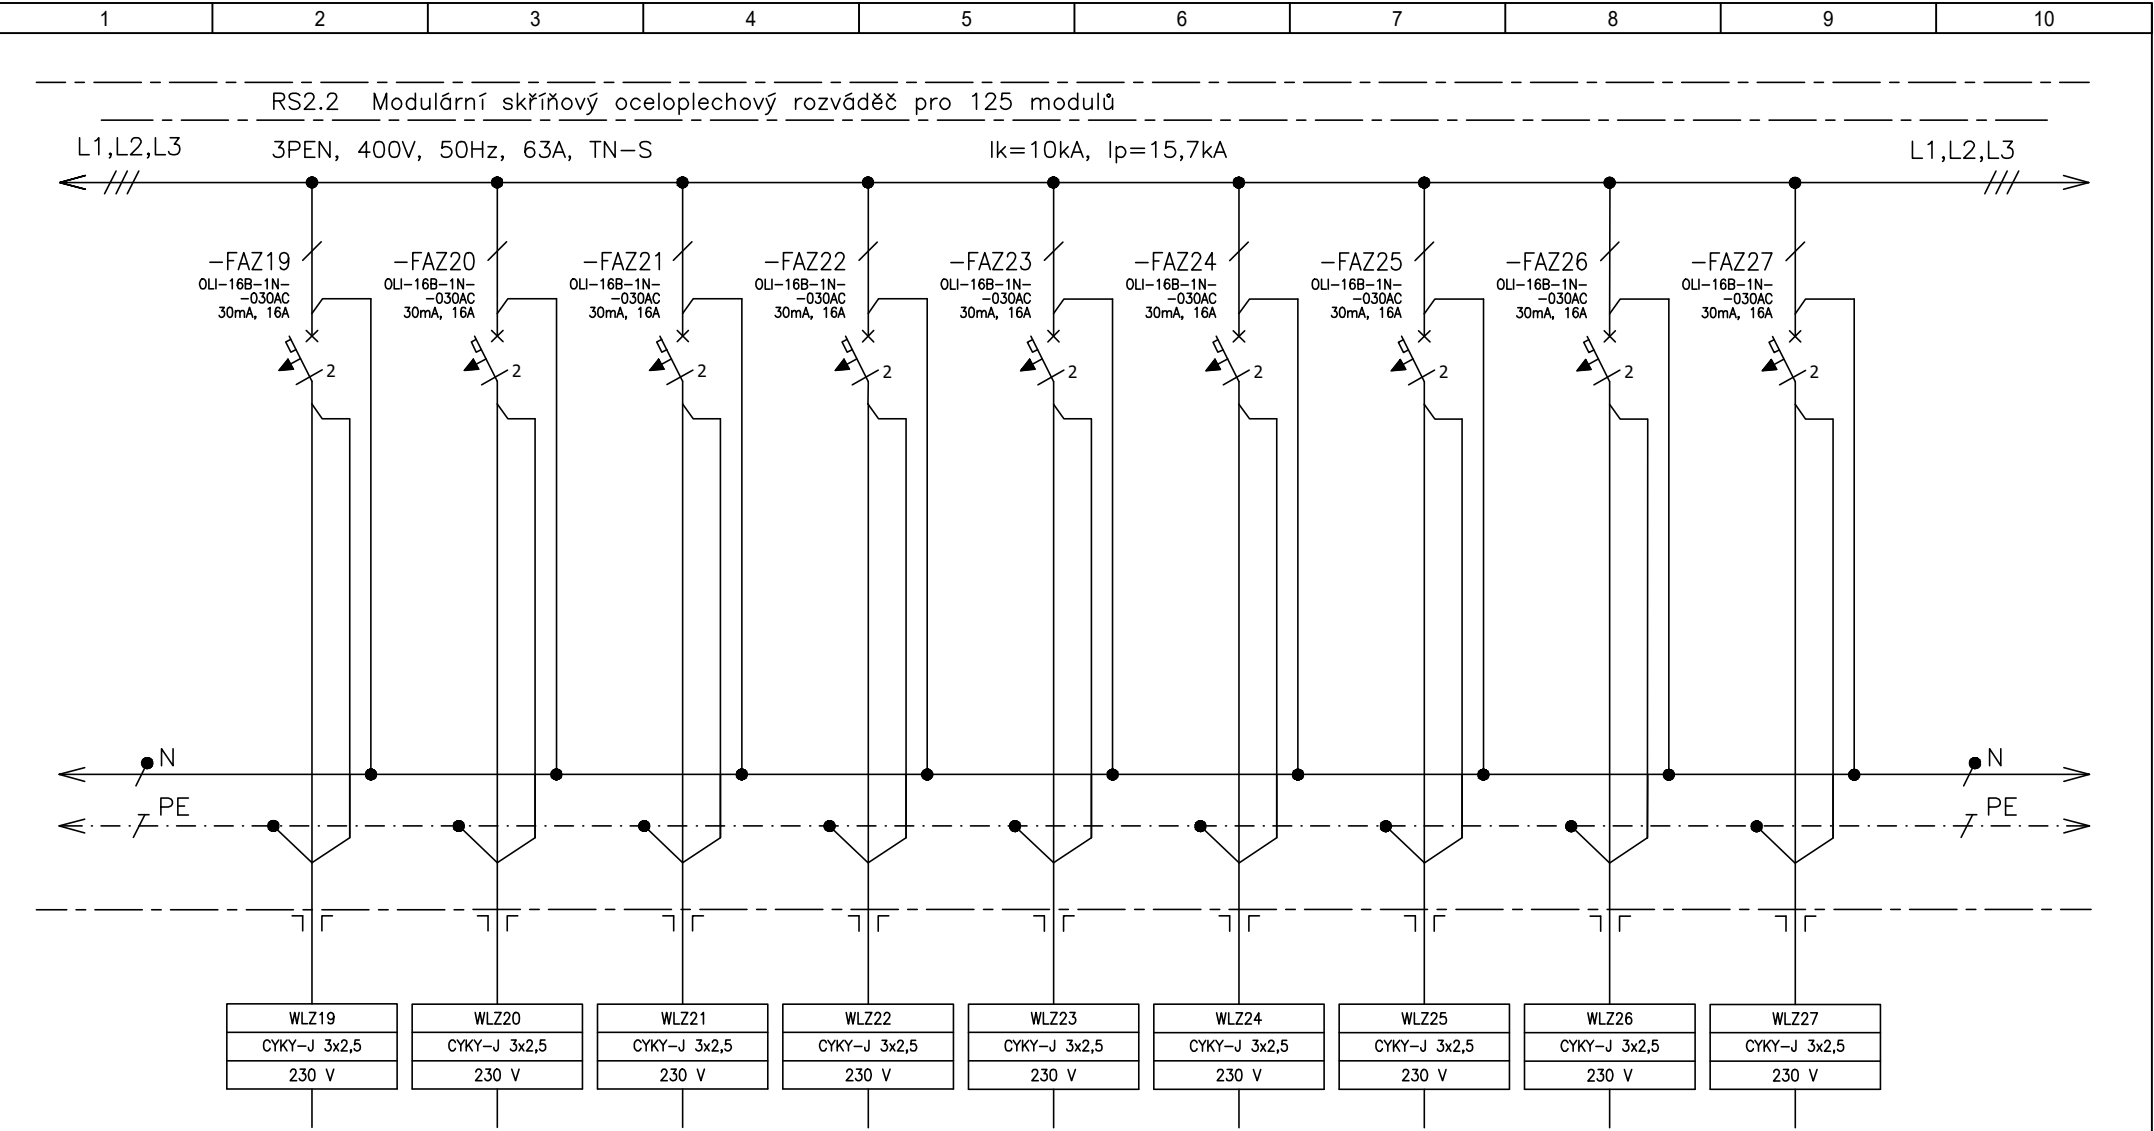 1 2 3 4 5 6 7 8 9 10
RS2.2 Modulární skříňový oceloplechový rozváděč pro 125 modulů
L1,L2,L3 3PEN, 400V, 50Hz, 63A, TN-S Ik=10kA, Ip=15,7kA L1,L2,L3
-FAZ19 -FAZ20 -FAZ21 -FAZ22 -FAZ23 -FAZ24 -FAZ25 -FAZ26 -FAZ27
OLI-16B-1N- OLI-16B-1N- OLI-16B-1N- OLI-16B-1N- OLI-16B-1N- OLI-16B-1N- OLI-16B-1N- OLI-16B-1N- OLI-16B-1N-
-030AC -030AC -030AC -030AC -030AC -030AC -030AC -030AC -030AC
30mA, 16A 30mA, 16A 30mA, 16A 30mA, 16A 30mA, 16A 30mA, 16A 30mA, 16A 30mA, 16A 30mA, 16A
2 2 2 2 2 2 2 2 2
N N
PE PE
WLZ19 WLZ20 WLZ21 WLZ22 WLZ23 WLZ24 WLZ25 WLZ26 WLZ27
CYKY-J 3x2,5 CYKY-J 3x2,5 CYKY-J 3x2,5 CYKY-J 3x2,5 CYKY-J 3x2,5 CYKY-J 3x2,5 CYKY-J 3x2,5 CYKY-J 3x2,5 CYKY-J 3x2,5
230 V 230 V 230 V 230 V 230 V 230 V 230 V 230 V 230 V